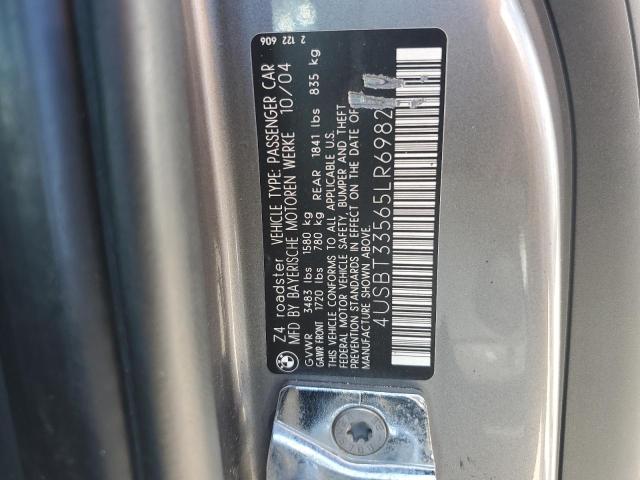 Z4 roadster VEHICLE TYPE: PASSENGER CAR
MFD BY BAYERISCHE MOTOREN WERKE 10/04
GVWR 3483 lbs 1580 kg
GAWR FRONT 1720 lbs 780 kg REAR 1841 lbs 835 kg
THIS VEHICLE CONFORMS TO ALL APPLICABLE U.S.
FEDERAL MOTOR VEHICLE SAFETY, BUMPER AND THEFT
PREVENTION STANDARDS IN EFFECT ON THE DATE OF
MANUFACTURE SHOWN ABOVE.
4USBT33565LR6982
2 122 606
BMW